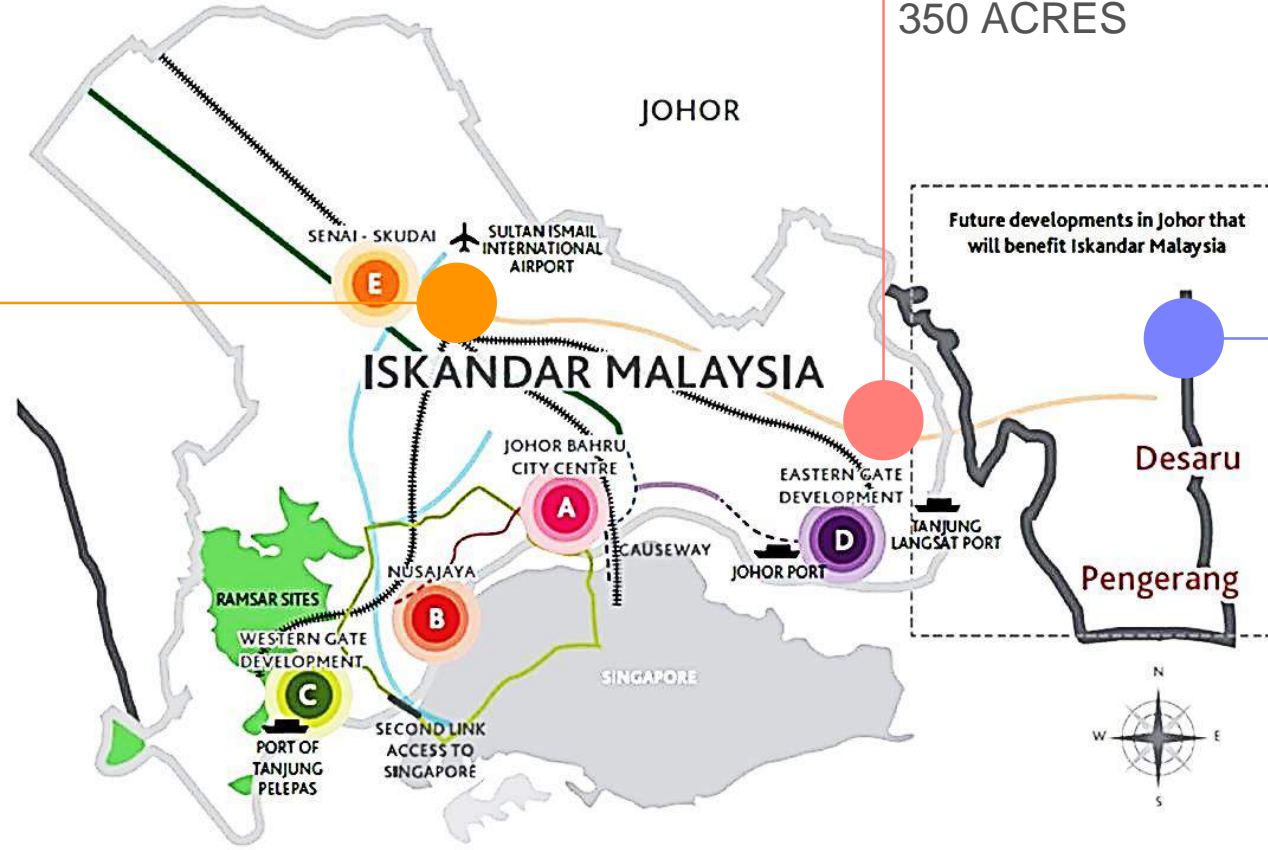 350 ACRES
JOHOR
Future developments in Johor that
will benefit Iskandar Malaysia
SENAI - SKUDAI
SULTAN ISMAIL
INTERNATIONAL
AIRPORT
E
ISKANDAR MALAYSIA
JOHOR BAHRU
CITY CENTRE
A
EASTERN GATE
DEVELOPMENT
D
TANJUNG
LANGSAT PORT
JOHOR PORT
CAUSEWAY
Desaru
Pengerang
NUSAJAYA
B
RAMSAR SITES
WESTERN GATE
DEVELOPMENT
C
SINGAPORE
PORT OF
TANJUNG
PELEPAS
SECOND LINK
ACCESS TO
SINGAPORE
N
W
E
S